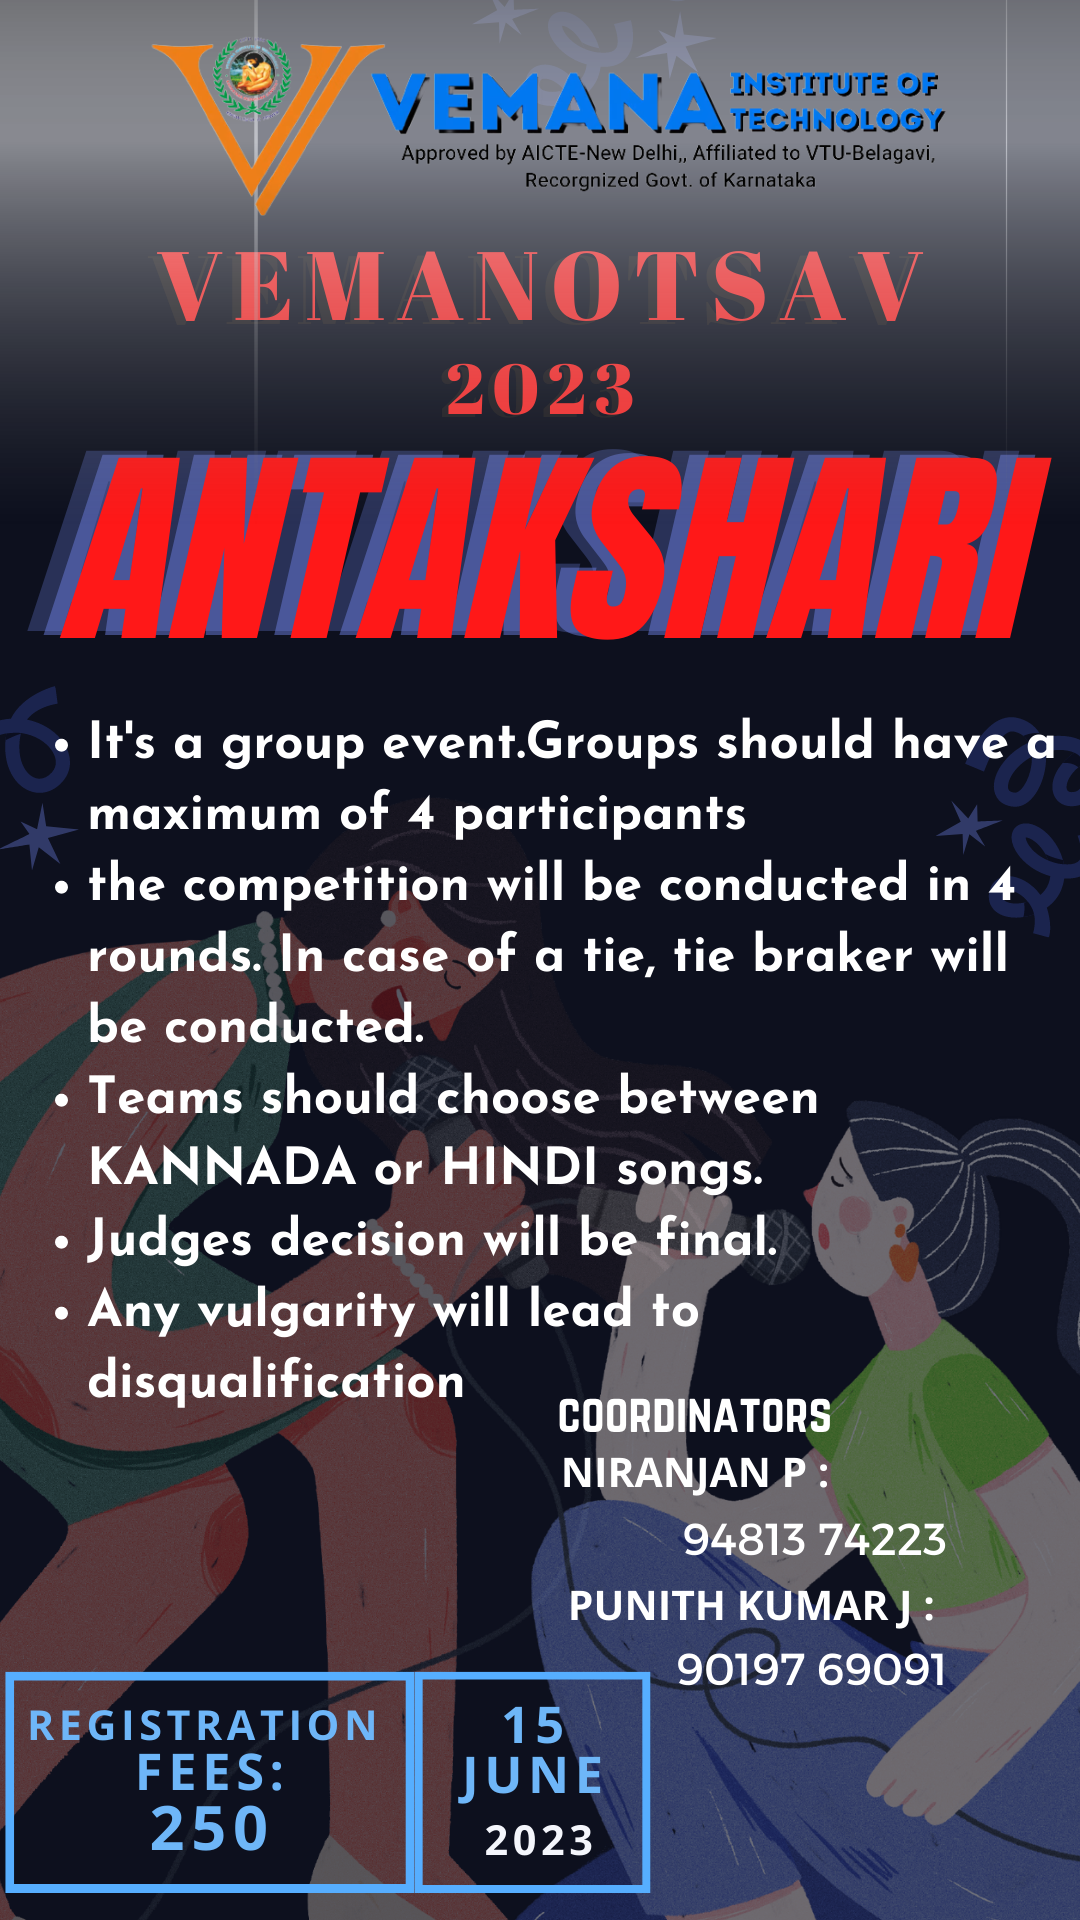 VEMANA INSTITUTE OF
TECHNOLOGY
Approved by AICTE-New Delhi,, Affiliated to VTU-Belagavi,
Recorgnized Govt. of Karnataka
VEMANOTSAV
2023
ANTAKSHARI
• It's a group event.Groups should have a
maximum of 4 participants
• the competition will be conducted in 4
rounds. In case of a tie, tie braker will
be conducted.
• Teams should choose between
KANNADA or HINDI songs.
• Judges decision will be final.
• Any vulgarity will lead to
disqualification
COORDINATORS
NIRANJAN P :
94813 74223
PUNITH KUMAR J :
90197 69091
REGISTRATION
FEES:
250
15
JUNE
2023